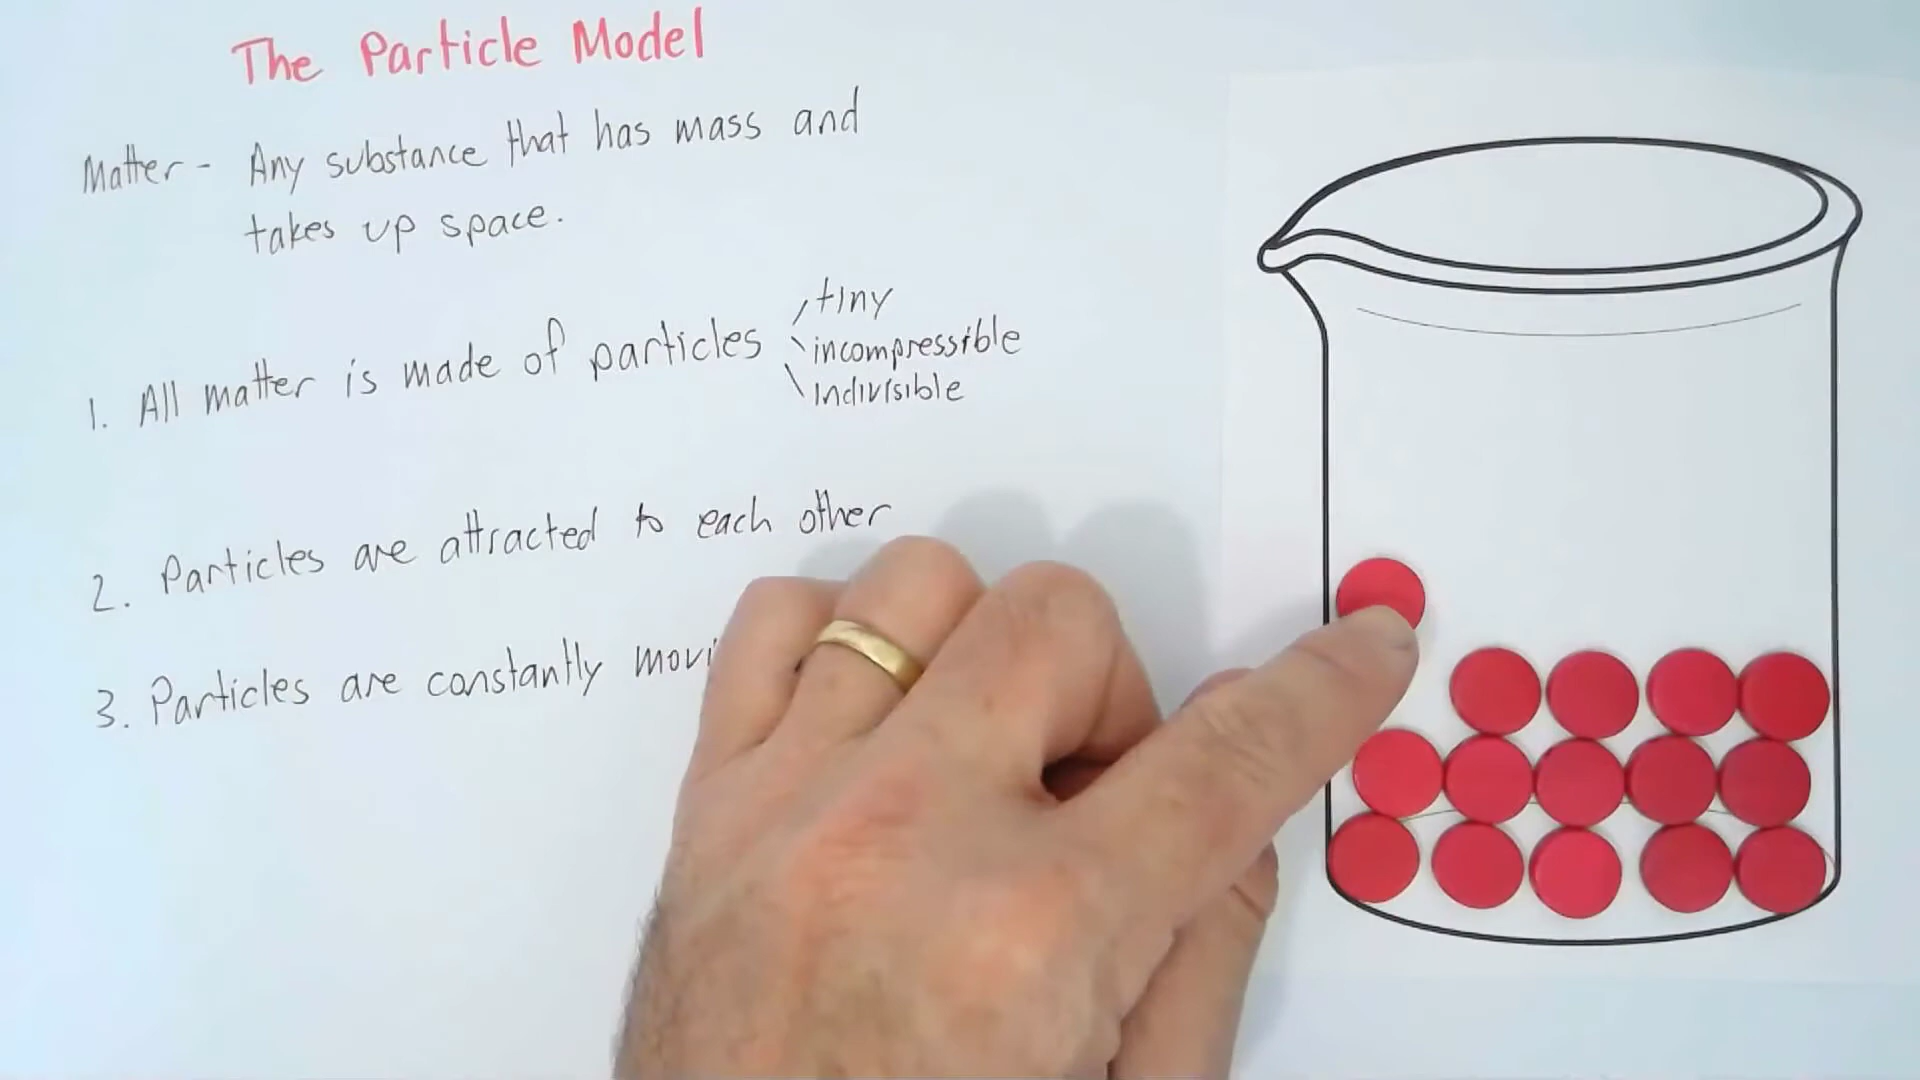 The Particle Model
Matter - Any substance that has mass and
takes up space.
1. All matter is made of particles
tiny
incompressible
indivisible
2. Particles are attracted to each other
3. Particles are constantly